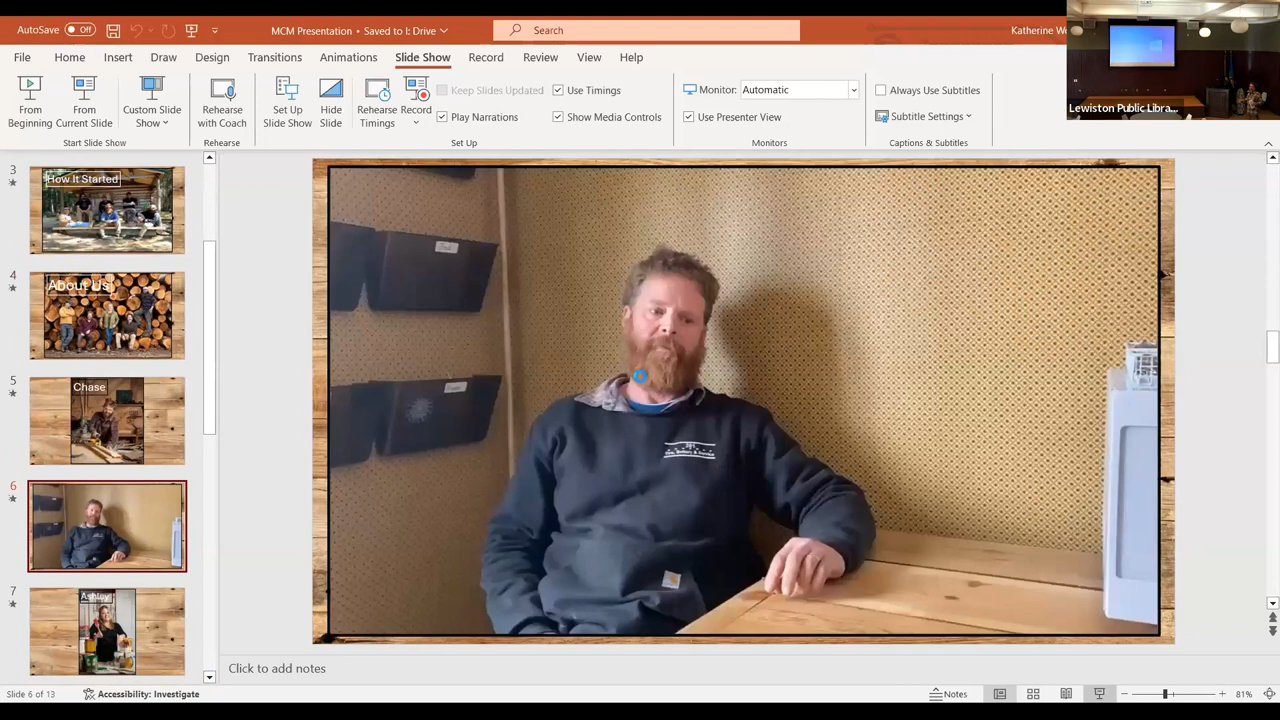 AutoSave Off
MCM Presentation • Saved to I: Drive
Search
Katherine We
File Home Insert Draw Design Transitions Animations Slide Show Record Review View Help
From Beginning
From Current Slide
Custom Slide Show
Rehearse with Coach
Set Up Slide Show
Hide Slide
Rehearse Timings
Record
Keep Slides Updated
Play Narrations
Use Timings
Show Media Controls
Monitor: Automatic
Use Presenter View
Always Use Subtitles
Subtitle Settings
Start Slide Show
Rehearse
Set Up
Monitors
Captions & Subtitles
Lewiston Public Libra...
3
How It Started
4
About Us
5
Chase
6
7
Ashley
Click to add notes
Slide 6 of 13
Accessibility: Investigate
Notes
81%